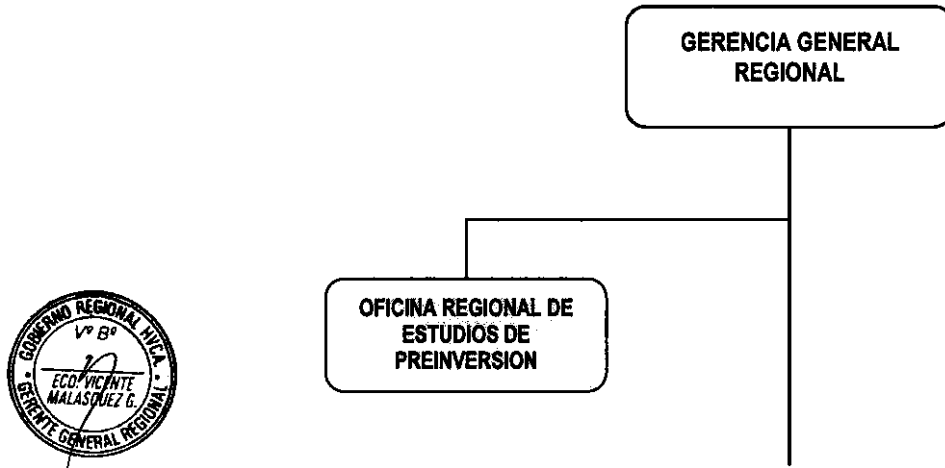 GERENCIA GENERAL
REGIONAL
OFICINA REGIONAL DE
ESTUDIOS DE
PREINVERSION
GOBIERNO REGIONAL HVCA.
Vº Bº
ECO. VICENTE
MALASQUEZ G.
GERENTE GENERAL REGIONAL